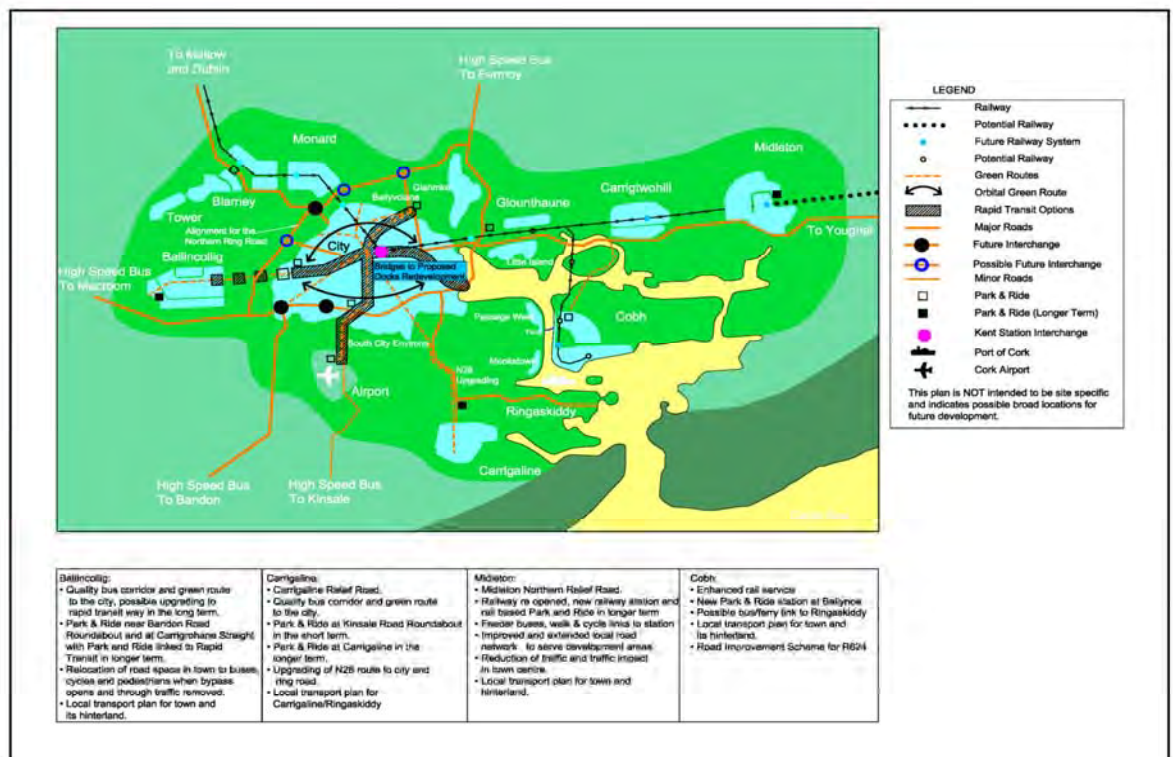 To Mallow
and Dublin
High Speed Bus
To Fermoy
Monard
Midleton
Blarney
Glanmire
Ballyvolane
Carrigtwohill
Glounthaune
Tower
Alignment for the
Northern Ring Road
City
To Youghal
Ballincollig
Little Island
High Speed Bus
To Macroom
Bridges to Proposed
Docks Redevelopment
Passage West
Cobh
South City Environs
Monkstown
N28
Upgrading
Airport
Ringaskiddy
Carrigaline
High Speed Bus
To Bandon
High Speed Bus
To Kinsale
LEGEND
Railway
Potential Railway
Future Railway System
Potential Railway
Green Routes
Orbital Green Route
Rapid Transit Options
Major Roads
Future Interchange
Possible Future Interchange
Minor Roads
Park & Ride
Park & Ride (Longer Term)
Kent Station Interchange
Port of Cork
Cork Airport
This plan is NOT intended to be site specific
and indicates possible broad locations for
future development.
Ballincollig:
• Quality bus corridor and green route
to the city, possible upgrading to
rapid transit way in the long term.
• Park & Ride near Bandon Road
Roundabout and at Carrigrohane Straight
with Park and Ride linked to Rapid
Transit in longer term.
• Relocation of road space in town to buses,
cycles and pedestrians when bypass
opens and through traffic removed.
• Local transport plan for town and
its hinterland.
Carrigaline:
• Carrigaline Relief Road.
• Quality bus corridor and green route
to the city.
• Park & Ride at Kinsale Road Roundabout
in the short term.
• Park & Ride at Carrigaline in the
longer term.
• Upgrading of N28 route to city and
ring road.
• Local transport plan for
Carrigaline/Ringaskiddy
Midleton:
• Midleton Northern Relief Road.
• Railway re opened, new railway station and
rail based Park and Ride in longer term
• Feeder buses, walk & cycle links to station
• Improved and extended local road
network to serve development areas
• Reduction of traffic and traffic impact
in town centre.
• Local transport plan for town and
hinterland.
Cobh:
• Enhanced rail service
• New Park & Ride station at Ballynoe
• Possible bus/ferry link to Ringaskiddy
• Local transport plan for town and
its hinterland.
• Road Improvement Scheme for R624